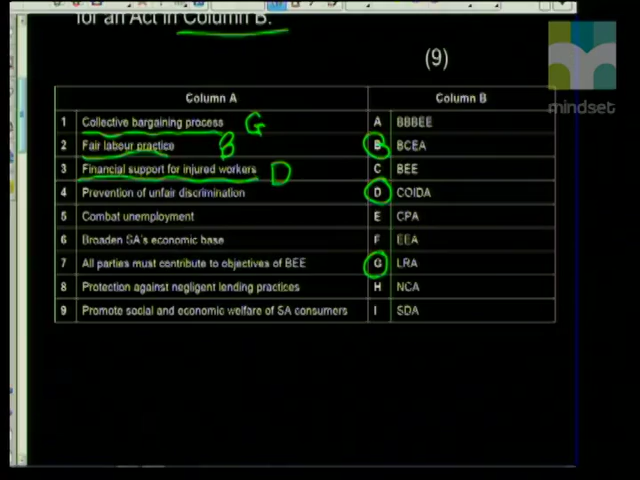 for an Act in Column B.
(9)
mindset
Column A Column B
1 Collective bargaining process G A BBBEE
2 Fair labour practice B B BCEA
3 Financial support for injured workers D C BEE
4 Prevention of unfair discrimination D COIDA
5 Combat unemployment E CPA
6 Broaden SA's economic base F EEA
7 All parties must contribute to objectives of BEE G LRA
8 Protection against negligent lending practices H NCA
9 Promote social and economic welfare of SA consumers I SDA